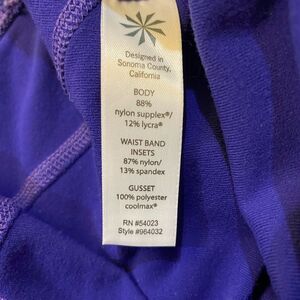 Designed in
Sonoma County,
California
BODY
88%
nylon supplex®/
12% lycra®
WAIST BAND
INSETS
87% nylon/
13% spandex
GUSSET
100% polyester
coolmax®
RN #54023
Style #964032